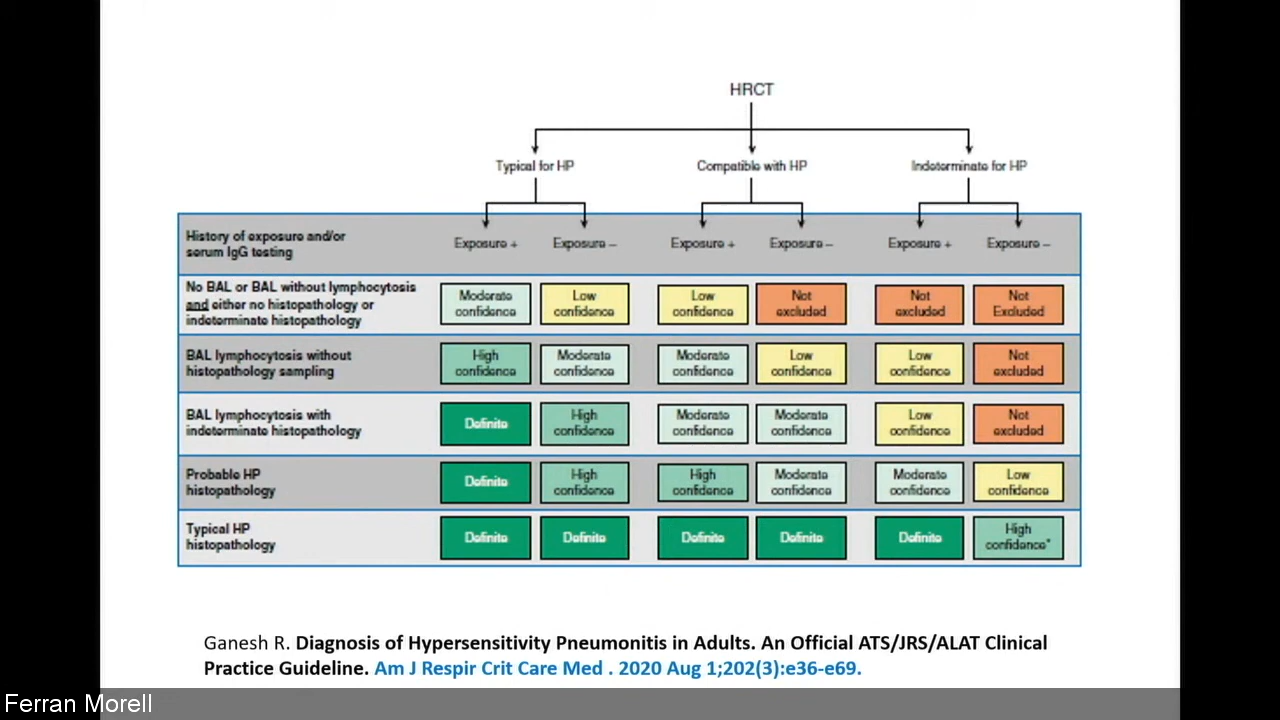 HRCT
Typical for HP
Compatible with HP
Indeterminate for HP
History of exposure and/or
serum IgG testing
Exposure +
Exposure –
Exposure +
Exposure –
Exposure +
Exposure –
No BAL or BAL without lymphocytosis
and either no histopathology or
indeterminate histopathology
Moderate
confidence
Low
confidence
Low
confidence
Not
excluded
Not
excluded
Not
Excluded
BAL lymphocytosis without
histopathology sampling
High
confidence
Moderate
confidence
Moderate
confidence
Low
confidence
Low
confidence
Not
excluded
BAL lymphocytosis with
indeterminate histopathology
Definite
High
confidence
Moderate
confidence
Moderate
confidence
Low
confidence
Not
excluded
Probable HP
histopathology
Definite
High
confidence
High
confidence
Moderate
confidence
Moderate
confidence
Low
confidence
Typical HP
histopathology
Definite
Definite
Definite
Definite
Definite
High
confidence*
Ganesh R. Diagnosis of Hypersensitivity Pneumonitis in Adults. An Official ATS/JRS/ALAT Clinical
Practice Guideline. Am J Respir Crit Care Med . 2020 Aug 1;202(3):e36-e69.
Ferran Morell